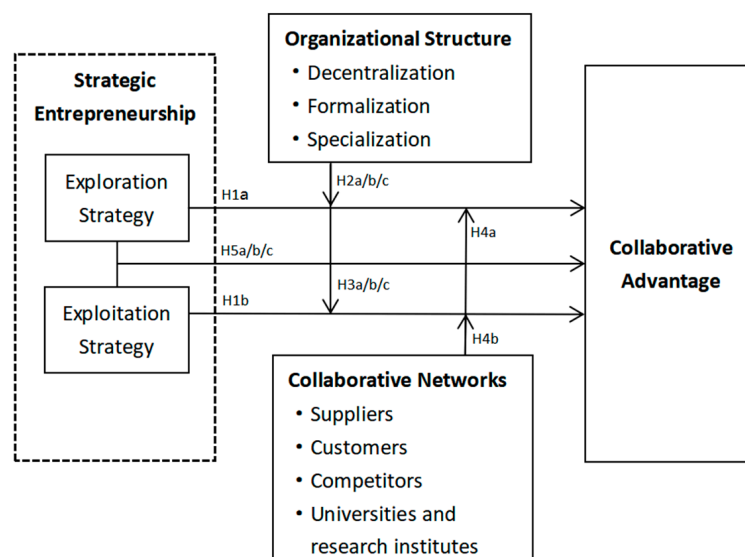 Organizational Structure
• Decentralization
• Formalization
• Specialization
Strategic
Entrepreneurship
Exploration
Strategy
Exploitation
Strategy
H1a
H2a/b/c
H4a
H5a/b/c
H3a/b/c
H1b
H4b
Collaborative
Advantage
Collaborative Networks
• Suppliers
• Customers
• Competitors
• Universities and
research institutes